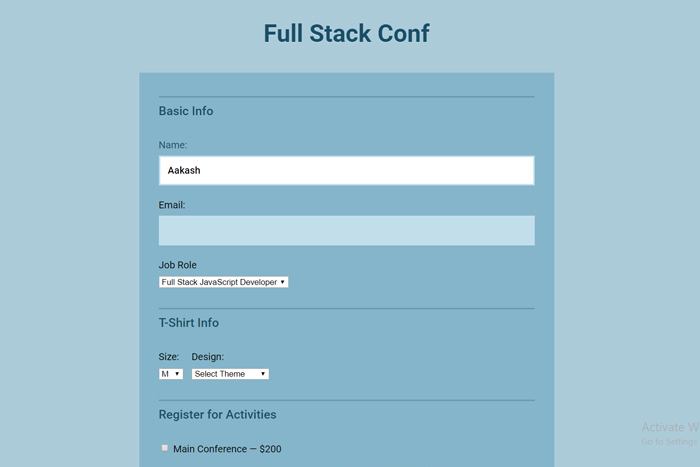 Full Stack Conf
Basic Info
Name:
Aakash
Email:
Job Role
Full Stack JavaScript Developer
T-Shirt Info
Size: Design:
M Select Theme
Register for Activities
Main Conference — $200
Activate W
Go to Settings